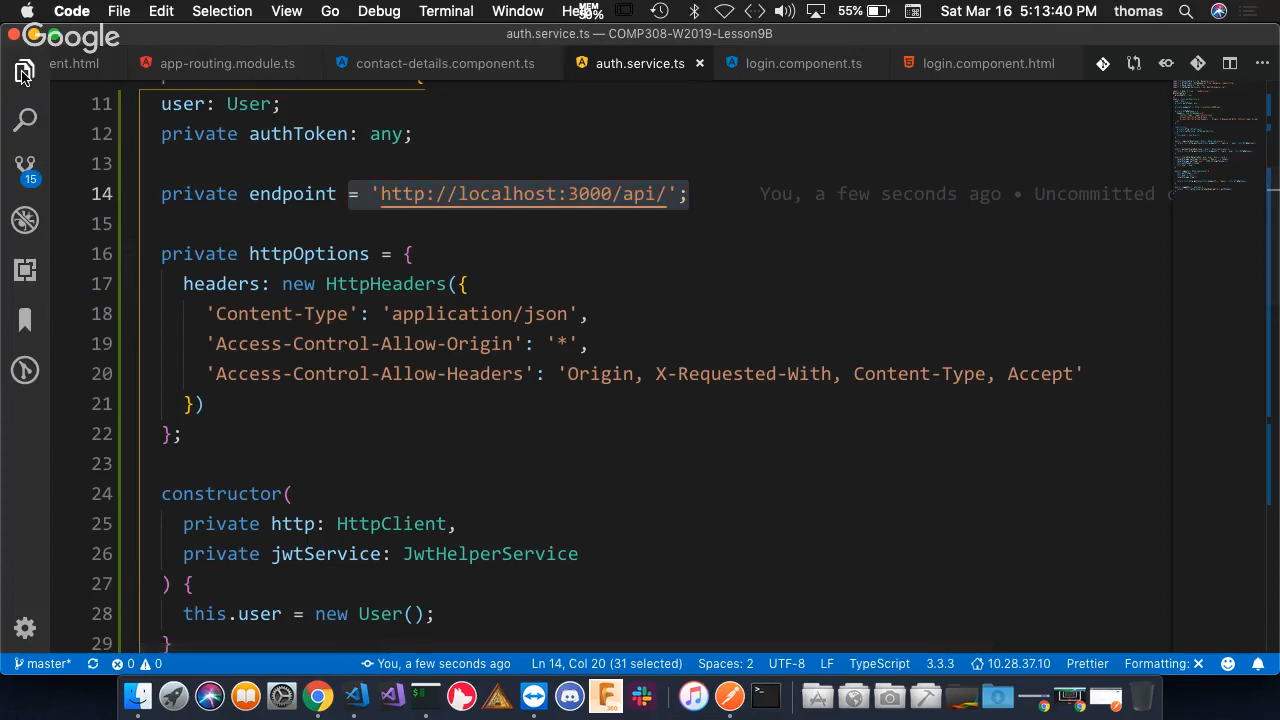 Code File Edit Selection View Go Debug Terminal Window Help MEM 50% 55% Sat Mar 16 5:13:40 PM thomas
Google
auth.service.ts — COMP308-W2019-Lesson9B
ent.html app-routing.module.ts contact-details.component.ts auth.service.ts × login.component.ts login.component.html
11 user: User;
12 private authToken: any;
13
14 private endpoint = 'http://localhost:3000/api/'; You, a few seconds ago • Uncommitted c
15
16 private httpOptions = {
17 headers: new HttpHeaders({
18 'Content-Type': 'application/json',
19 'Access-Control-Allow-Origin': '*',
20 'Access-Control-Allow-Headers': 'Origin, X-Requested-With, Content-Type, Accept'
21 })
22 };
23
24 constructor(
25 private http: HttpClient,
26 private jwtService: JwtHelperService
27 ) {
28 this.user = new User();
29 }
15
master* 0 0 You, a few seconds ago Ln 14, Col 20 (31 selected) Spaces: 2 UTF-8 LF TypeScript 3.3.3 10.28.37.10 Prettier Formatting: ×